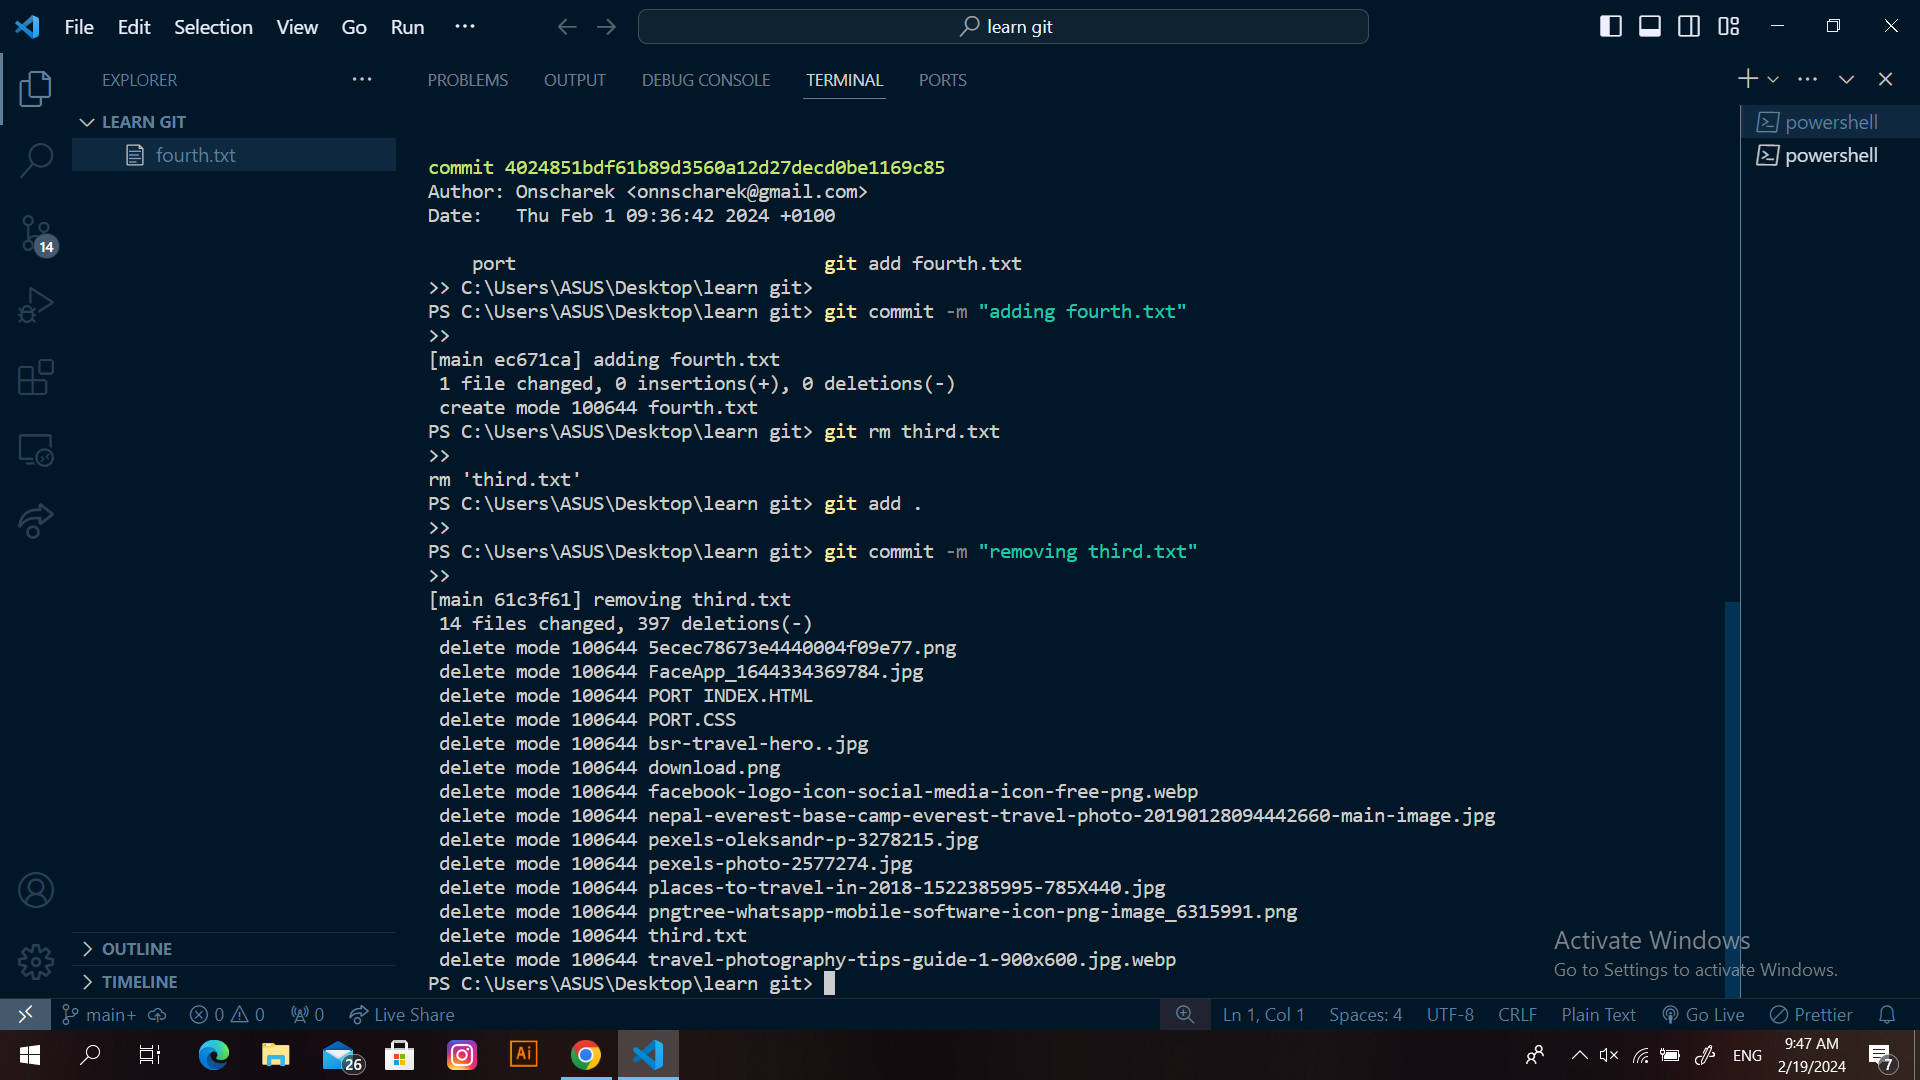 File Edit Selection View Go Run ··· learn git
EXPLORER ···
PROBLEMS OUTPUT DEBUG CONSOLE TERMINAL PORTS
LEARN GIT
fourth.txt
14
powershell
powershell
commit 4024851bdf61b89d3560a12d27decd0be1169c85
Author: Onscharek <onnscharek@gmail.com>
Date:   Thu Feb 1 09:36:42 2024 +0100
    port                            git add fourth.txt
>> C:\Users\ASUS\Desktop\learn git>
PS C:\Users\ASUS\Desktop\learn git> git commit -m "adding fourth.txt"
>>
[main ec671ca] adding fourth.txt
 1 file changed, 0 insertions(+), 0 deletions(-)
 create mode 100644 fourth.txt
PS C:\Users\ASUS\Desktop\learn git> git rm third.txt
>>
rm 'third.txt'
PS C:\Users\ASUS\Desktop\learn git> git add .
>>
PS C:\Users\ASUS\Desktop\learn git> git commit -m "removing third.txt"
>>
[main 61c3f61] removing third.txt
 14 files changed, 397 deletions(-)
 delete mode 100644 5ecec78673e4440004f09e77.png
 delete mode 100644 FaceApp_1644334369784.jpg
 delete mode 100644 PORT INDEX.HTML
 delete mode 100644 PORT.CSS
 delete mode 100644 bsr-travel-hero..jpg
 delete mode 100644 download.png
 delete mode 100644 facebook-logo-icon-social-media-icon-free-png.webp
 delete mode 100644 nepal-everest-base-camp-everest-travel-photo-20190128094442660-main-image.jpg
 delete mode 100644 pexels-oleksandr-p-3278215.jpg
 delete mode 100644 pexels-photo-2577274.jpg
 delete mode 100644 places-to-travel-in-2018-1522385995-785X440.jpg
 delete mode 100644 pngtree-whatsapp-mobile-software-icon-png-image_6315991.png
 delete mode 100644 third.txt
 delete mode 100644 travel-photography-tips-guide-1-900x600.jpg.webp
PS C:\Users\ASUS\Desktop\learn git>
OUTLINE
TIMELINE
Activate Windows
Go to Settings to activate Windows.
main+ 0 0 0 Live Share Ln 1, Col 1 Spaces: 4 UTF-8 CRLF Plain Text Go Live Prettier
26 Ai ENG 9:47 AM
2/19/2024 7